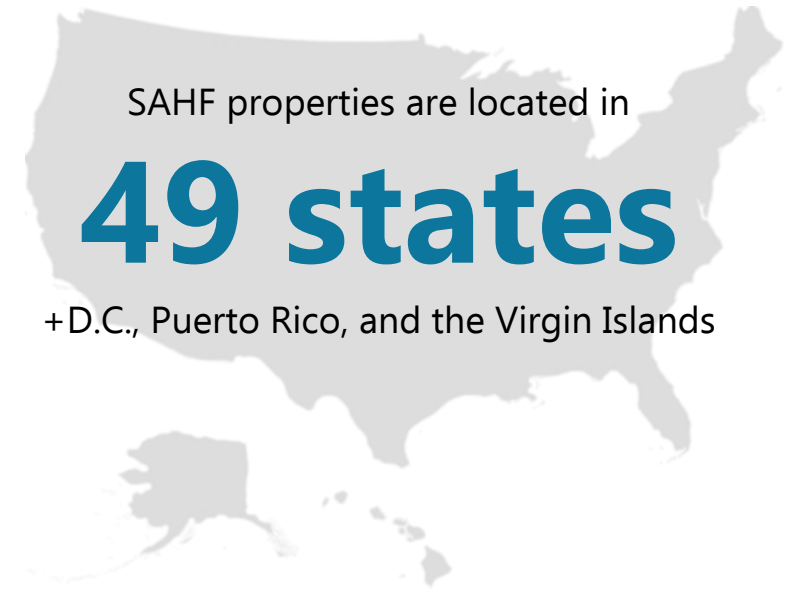 SAHF properties are located in
49 states
+D.C., Puerto Rico, and the Virgin Islands